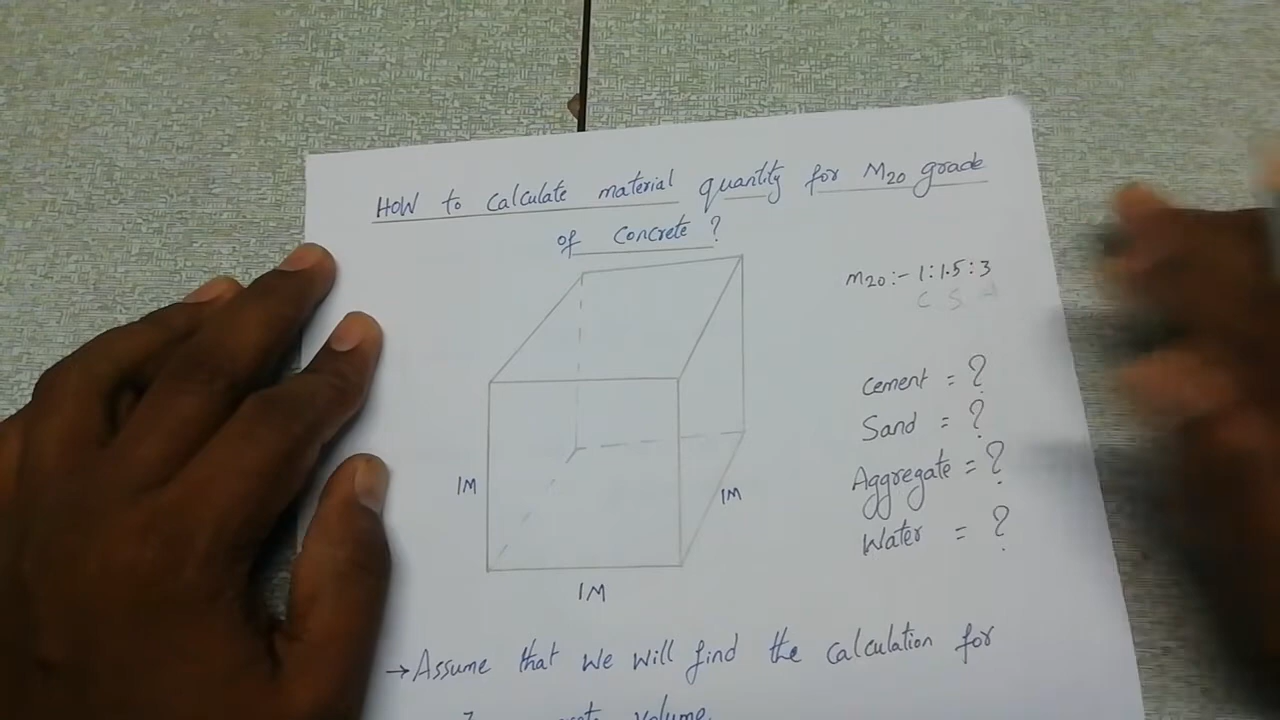 HOW to calculate material quantity for M20 grade
of concrete?
M20:- 1:1.5:3
C S A
Cement = ?
Sand = ?
Aggregate = ?
Water = ?
1M
1M
1M
→ Assume that we will find the calculation for
volume.